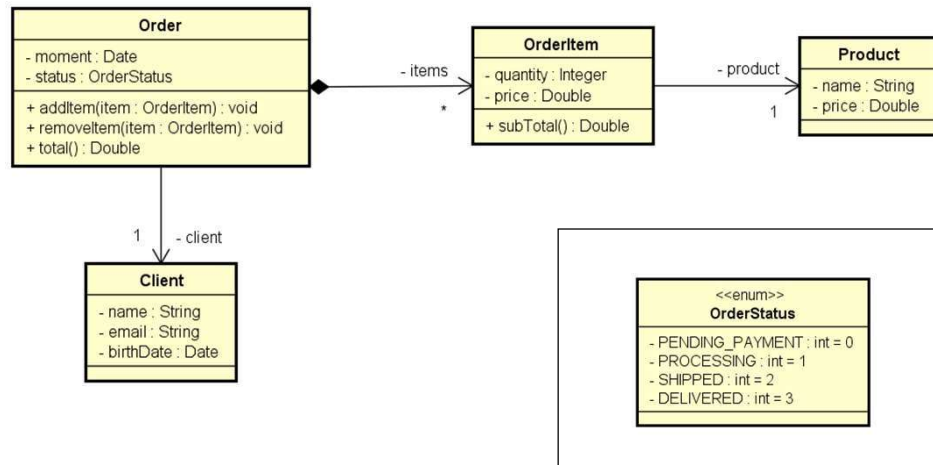 Order
- moment : Date
- status : OrderStatus
+ addItem(item : OrderItem) : void
+ removeItem(item : OrderItem) : void
+ total() : Double
- items
*
OrderItem
- quantity : Integer
- price : Double
+ subTotal() : Double
- product
1
Product
- name : String
- price : Double
1
- client
Client
- name : String
- email : String
- birthDate : Date
<<enum>>
OrderStatus
- PENDING_PAYMENT : int = 0
- PROCESSING : int = 1
- SHIPPED : int = 2
- DELIVERED : int = 3